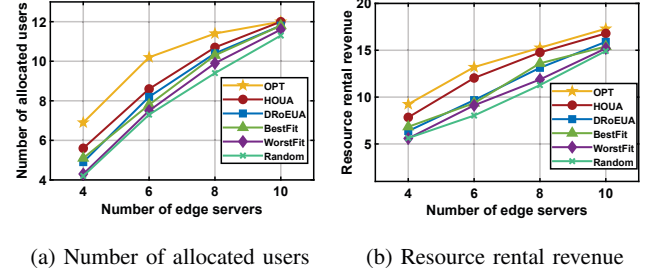 Number of allocated users
12
10
8
6
4
OPT
HOUA
DRoEUA
BestFit
WorstFit
Random
4 6 8 10
Number of edge servers
(a) Number of allocated users
Resource rental revenue
20
15
10
5
OPT
HOUA
DRoEUA
BestFit
WorstFit
Random
4 6 8 10
Number of edge servers
(b) Resource rental revenue